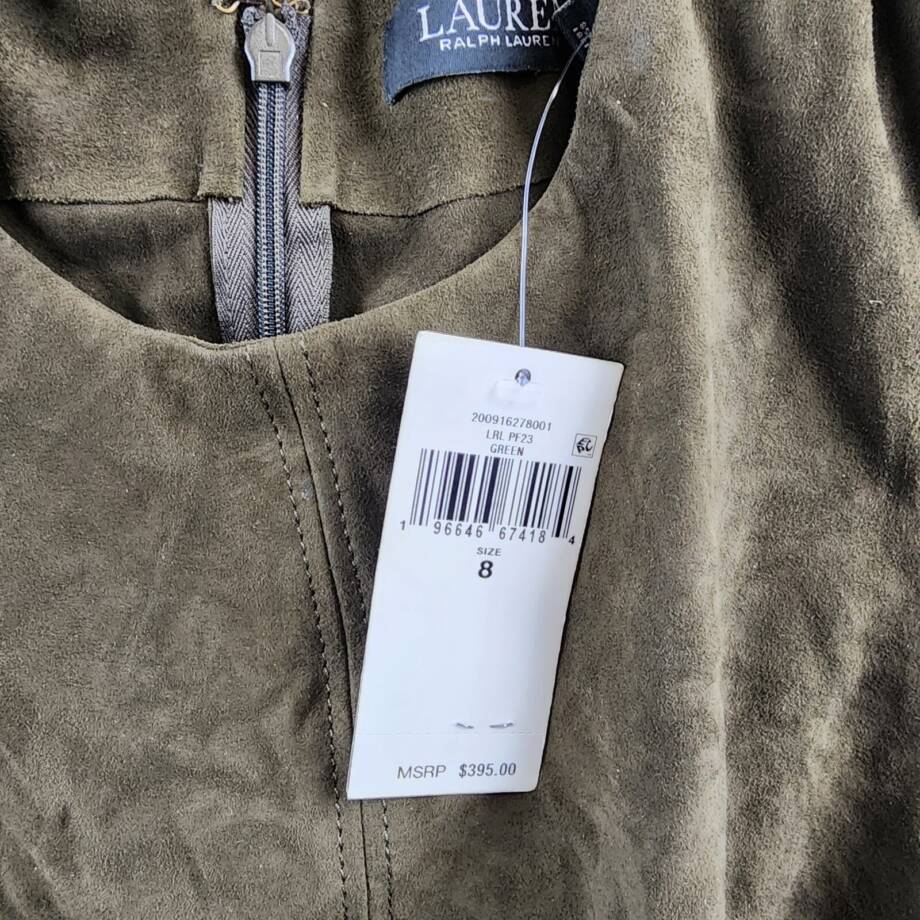 LAUREN
RALPH LAUREN
200916278001
LRL PF23
GREEN
1 96646 67418 4
SIZE
8
MSRP $395.00